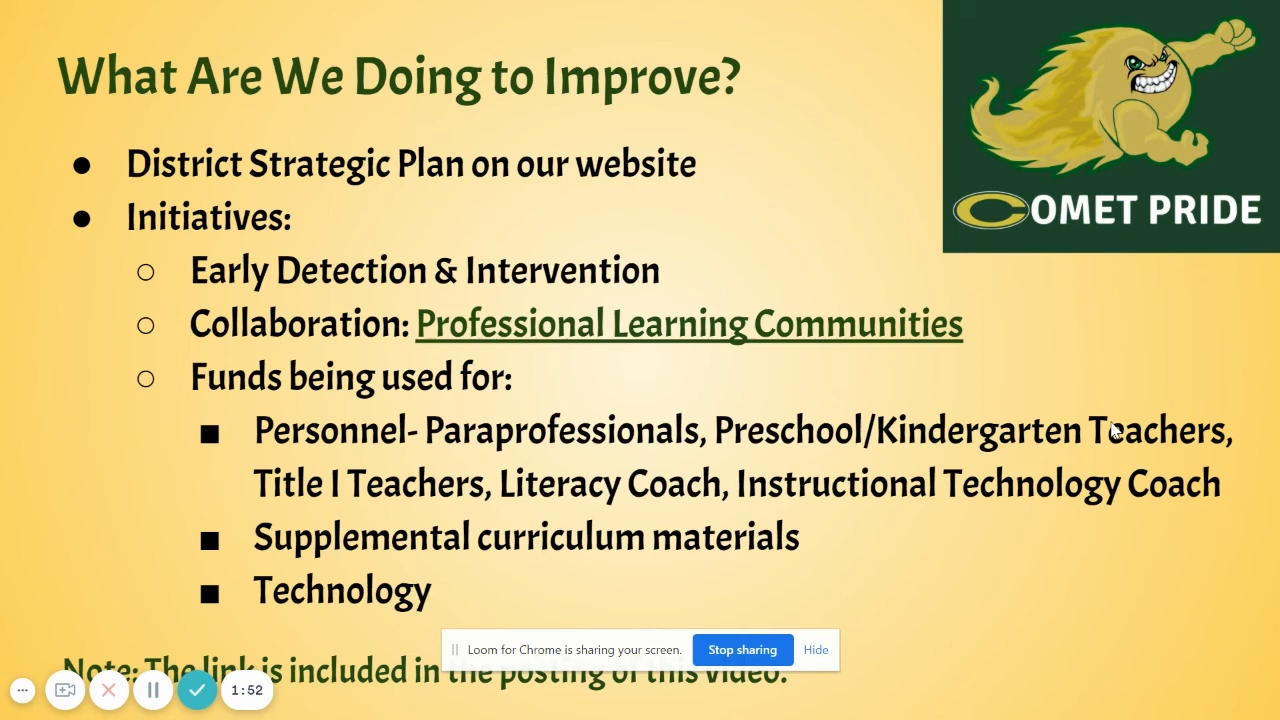 What Are We Doing to Improve?
COMET PRIDE
● District Strategic Plan on our website
● Initiatives:
○ Early Detection & Intervention
○ Collaboration: Professional Learning Communities
○ Funds being used for:
■ Personnel- Paraprofessionals, Preschool/Kindergarten Teachers,
Title I Teachers, Literacy Coach, Instructional Technology Coach
■ Supplemental curriculum materials
■ Technology
Loom for Chrome is sharing your screen. Stop sharing Hide
Note: The link is included in the posting of this video.
1:52